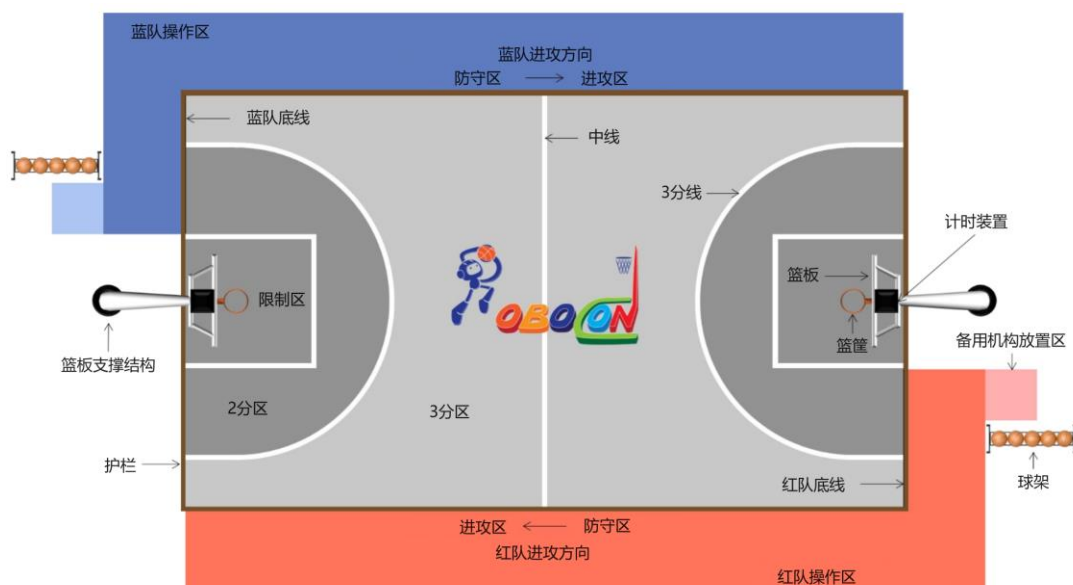 蓝队操作区
蓝队进攻方向
防守区
进攻区
蓝队底线
中线
3分线
计时装置
篮板
限制区
OBOCON
篮板支撑结构
篮筐
备用机构放置区
2分区
3分区
护栏
红队底线
球架
进攻区
防守区
红队进攻方向
红队操作区